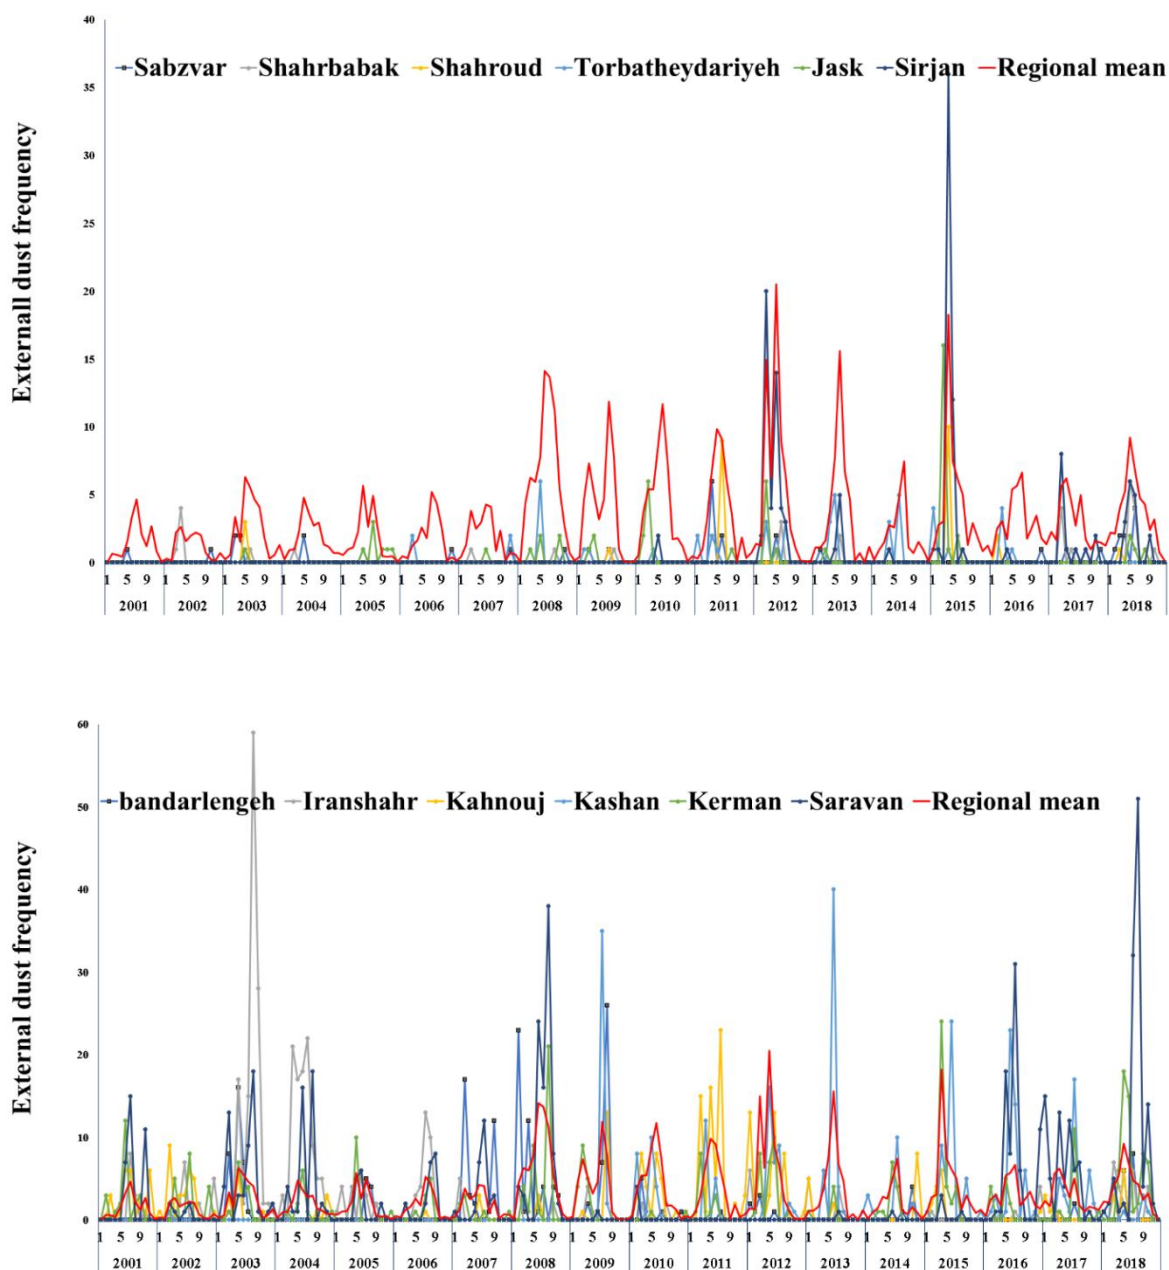 40
Sabzvar Shahrbabak Shahroud Torbatheydariyeh Jask Sirjan Regional mean
35
30
25
20
15
10
5
0
Externall dust frequency
1 5 9 1 5 9 1 5 9 1 5 9 1 5 9 1 5 9 1 5 9 1 5 9 1 5 9 1 5 9 1 5 9 1 5 9 1 5 9 1 5 9 1 5 9 1 5 9 1 5 9 1 5 9
2001 2002 2003 2004 2005 2006 2007 2008 2009 2010 2011 2012 2013 2014 2015 2016 2017 2018
60
bandarlengeh Iranshahr Kahnouj Kashan Kerman Saravan Regional mean
50
40
30
20
10
0
External dust frequency
1 5 9 1 5 9 1 5 9 1 5 9 1 5 9 1 5 9 1 5 9 1 5 9 1 5 9 1 5 9 1 5 9 1 5 9 1 5 9 1 5 9 1 5 9 1 5 9 1 5 9 1 5 9
2001 2002 2003 2004 2005 2006 2007 2008 2009 2010 2011 2012 2013 2014 2015 2016 2017 2018